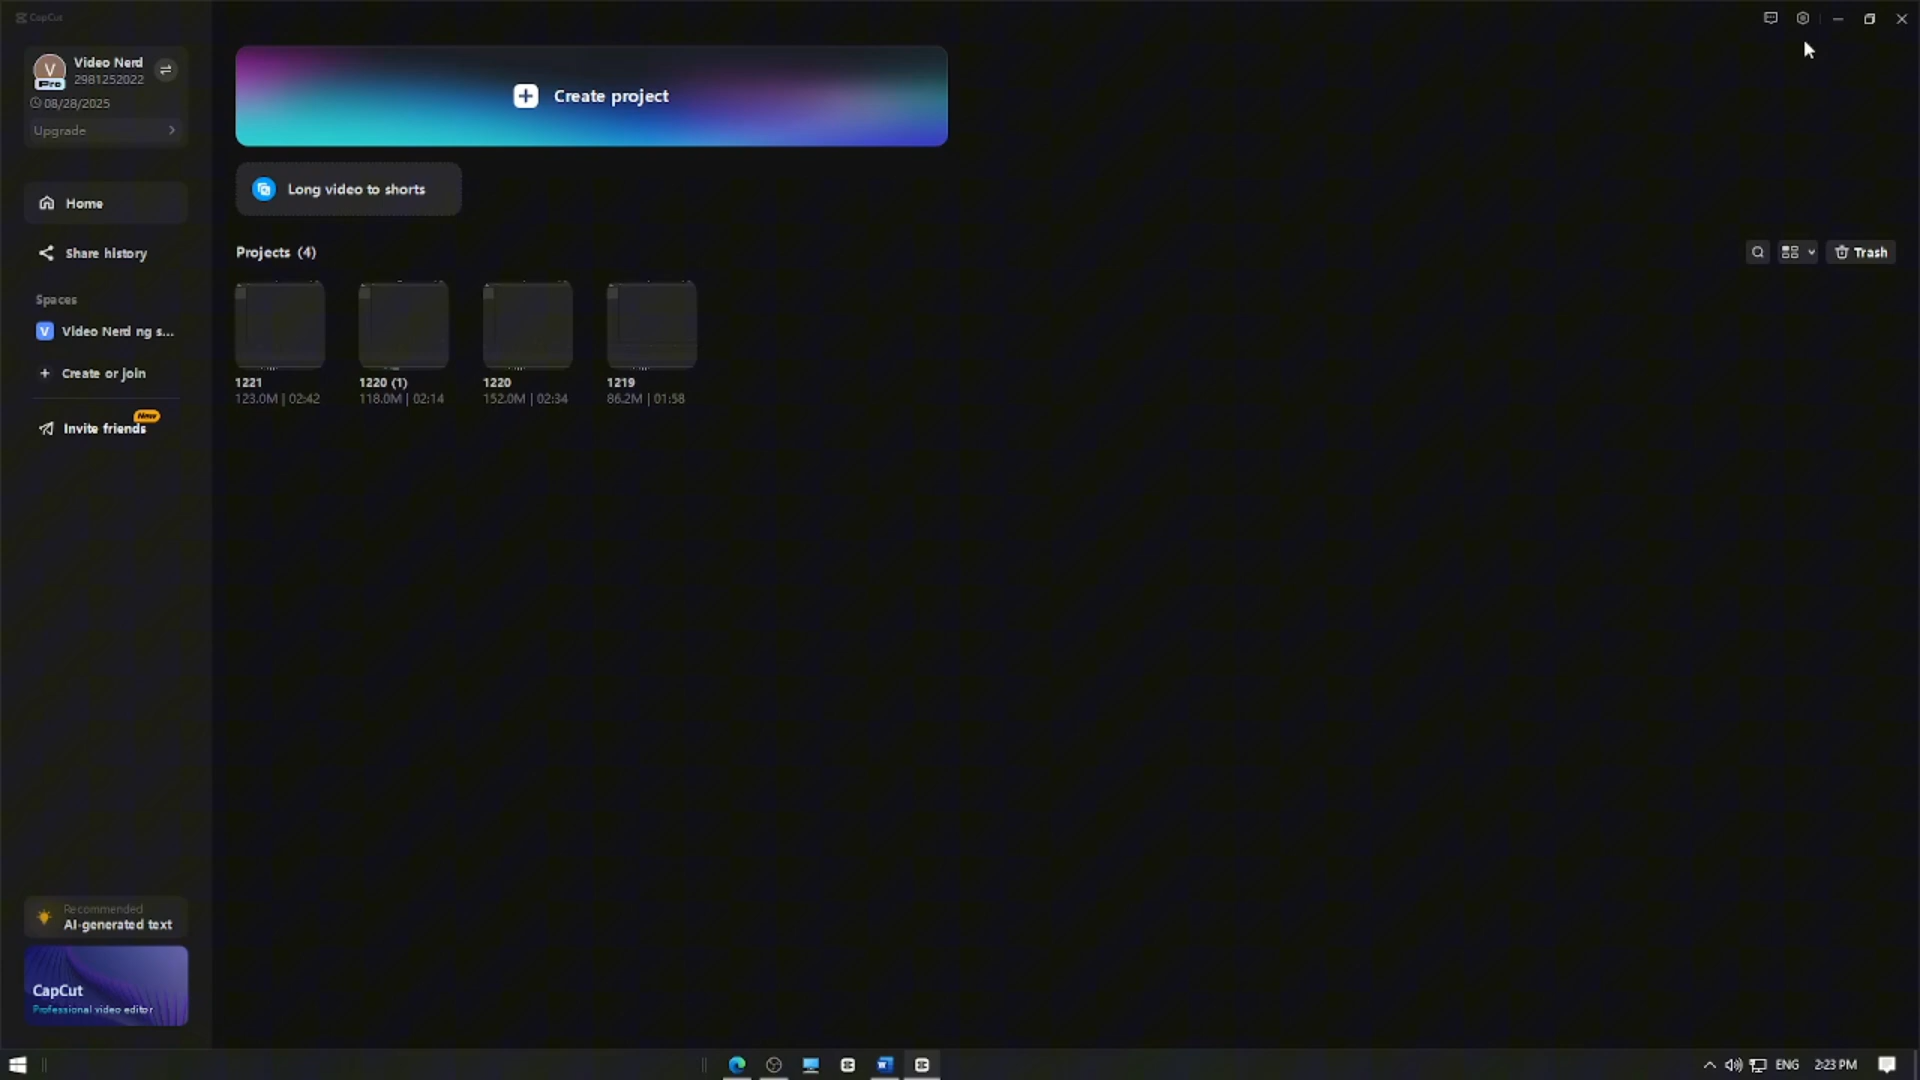 CapCut
V
Pro
Video Nerd
2981252022
08/28/2025
Upgrade
Home
Share history
Spaces
V
Video Nerd ng s...
Create or join
New
Invite friends
Create project
Long video to shorts
Projects (4)
Trash
1221
123.0M | 02:42
1220 (1)
118.0M | 02:14
1220
152.0M | 02:34
1219
86.2M | 01:58
Recommended
AI-generated text
CapCut
Professional video editor
ENG
2:23 PM